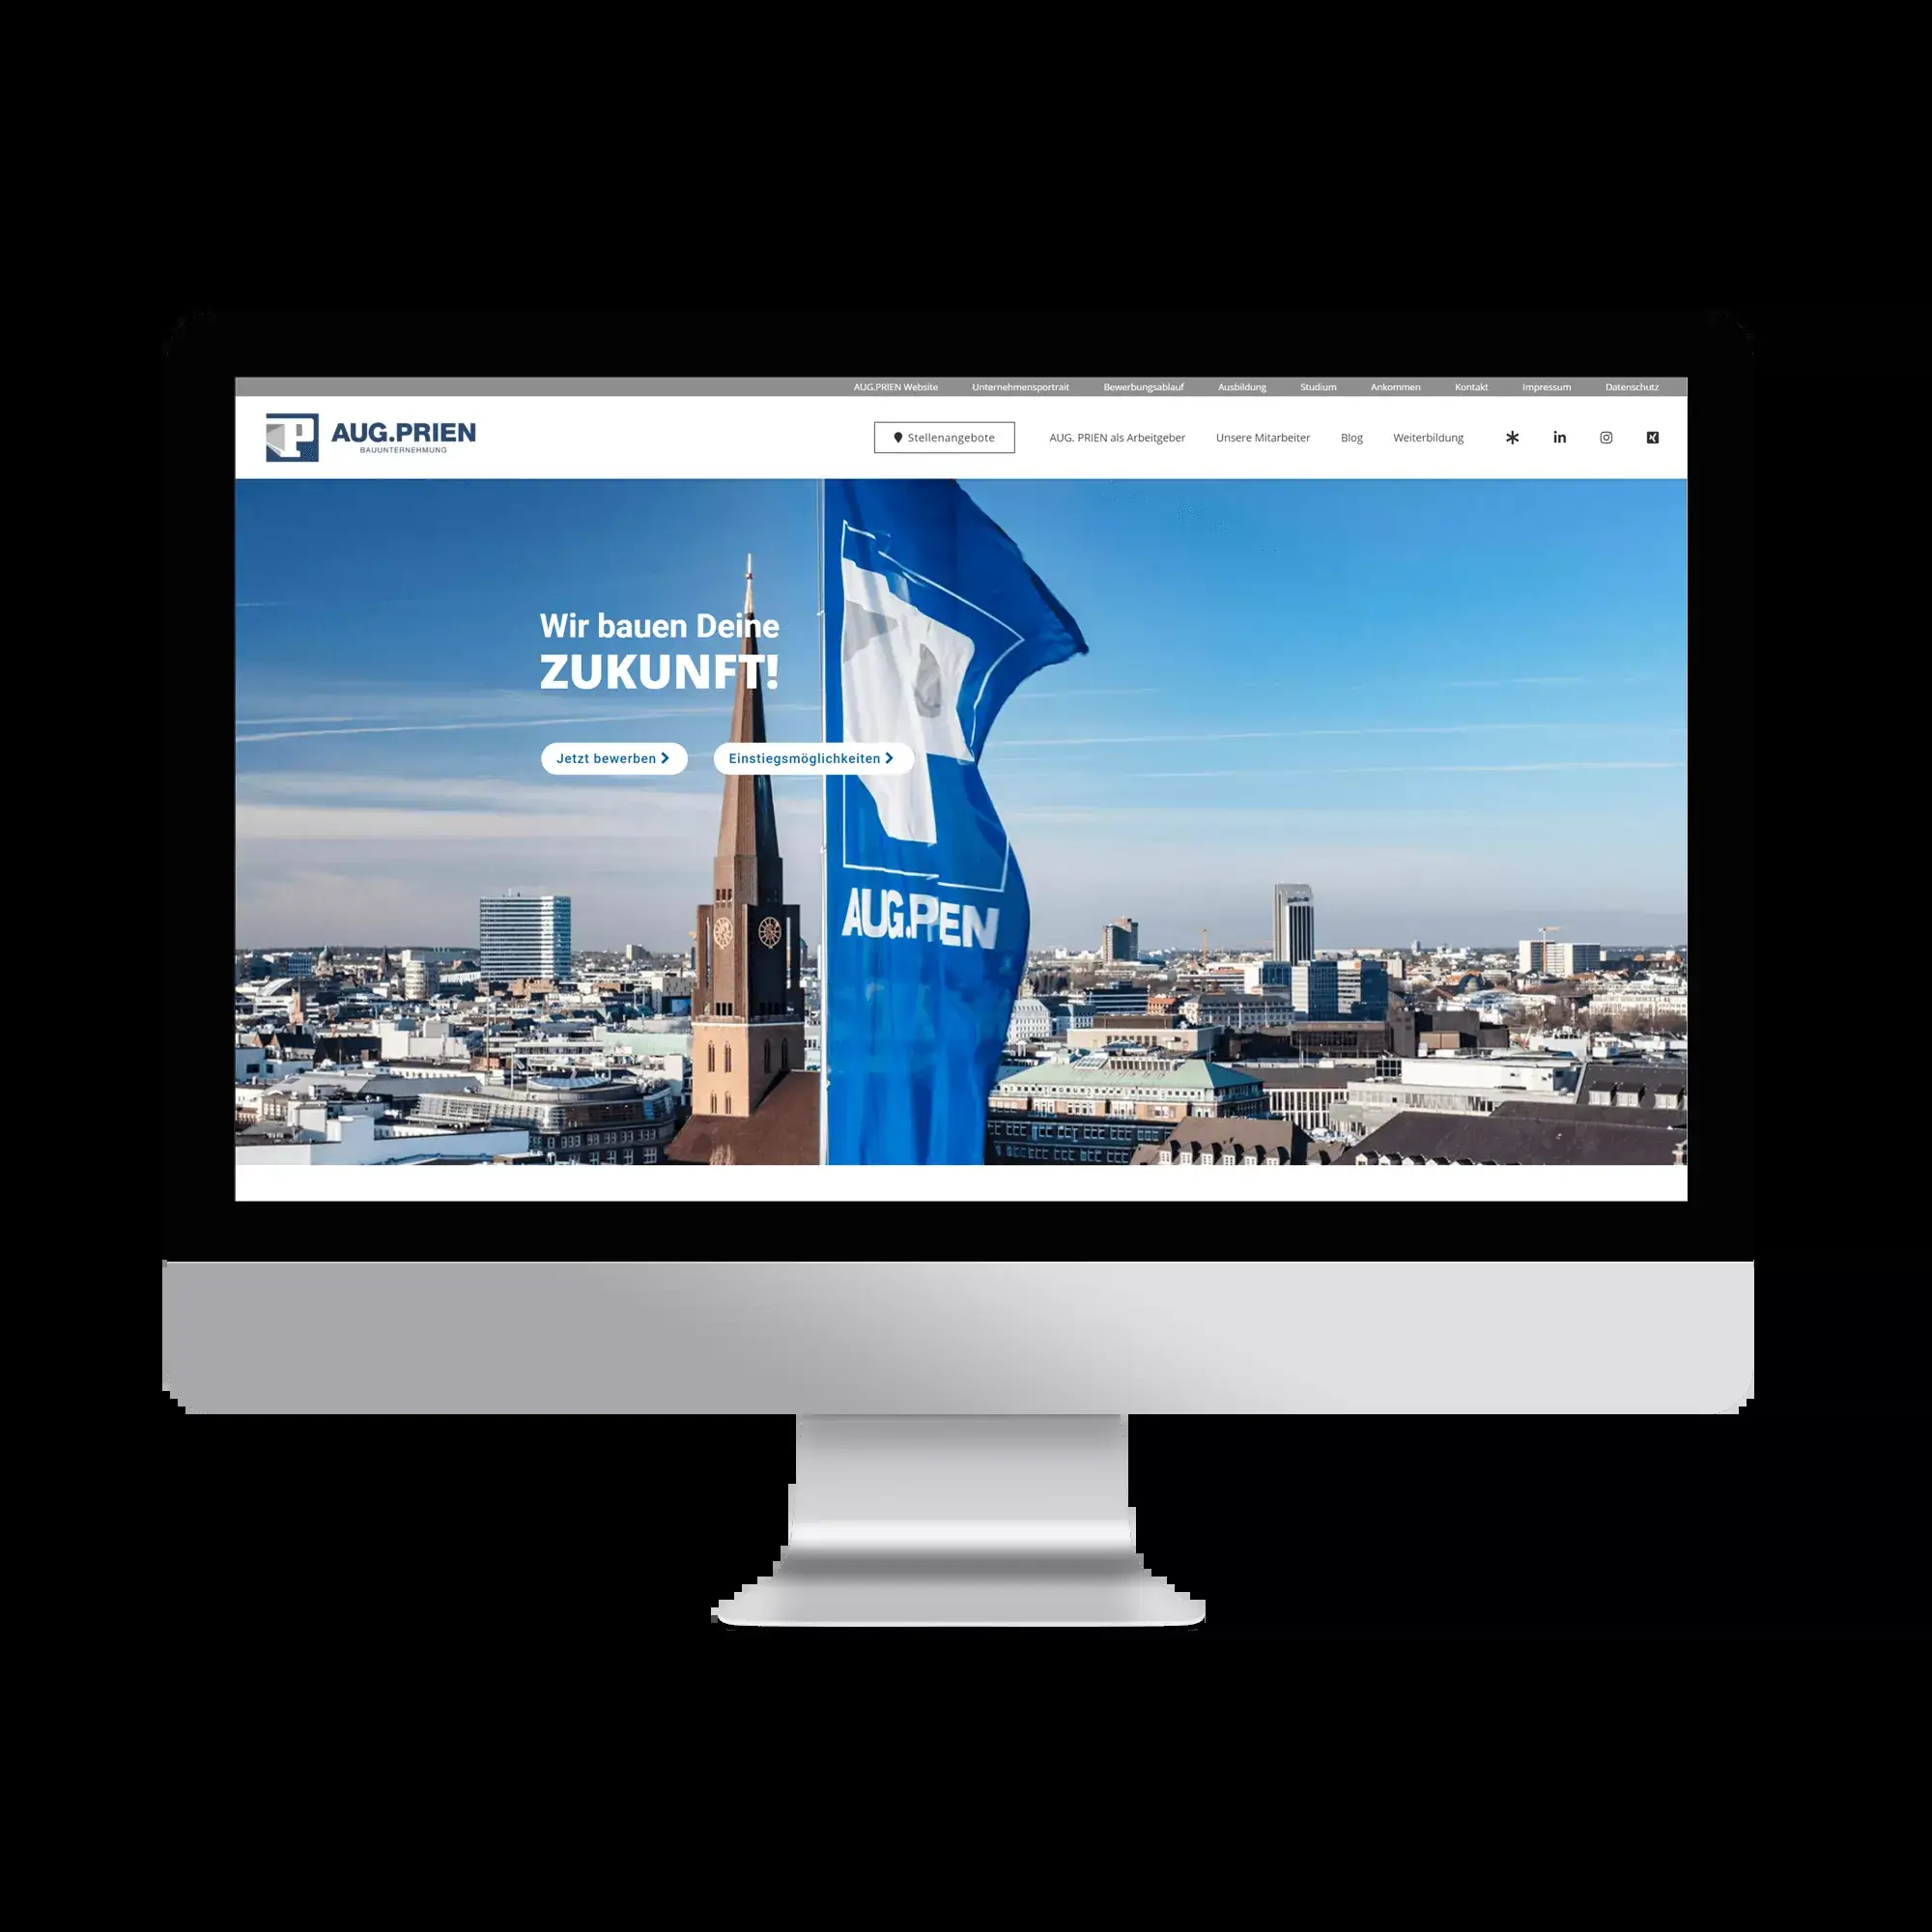 AUG.PRIEN Website Unternehmensportrait Bewerbungsablauf Ausbildung Studium Ankommen Kontakt Impressum Datenschutz
AUG.PRIEN
BAUUNTERNEHMUNG
Stellenangebote AUG. PRIEN als Arbeitgeber Unsere Mitarbeiter Blog Weiterbildung
Wir bauen Deine
ZUKUNFT!
Jetzt bewerben Einstiegsmöglichkeiten
AUG.PEN